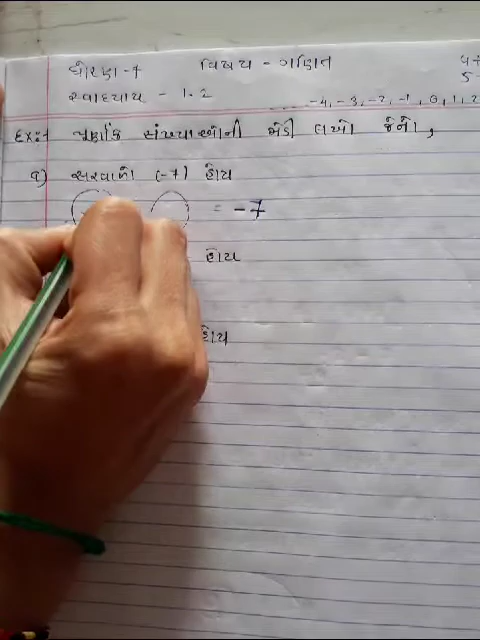 ધોરણ - 7 વિષય - ગણિત
સ્વાધ્યાય - 1.2
-4, -3, -2, -1, 0, 1, 2
Ex:-1 પૂર્ણાંક સંખ્યાઓની જોડી લખો જેનો,
૧) સરવાળો (-7) હોય
= -7
હોય
હોય